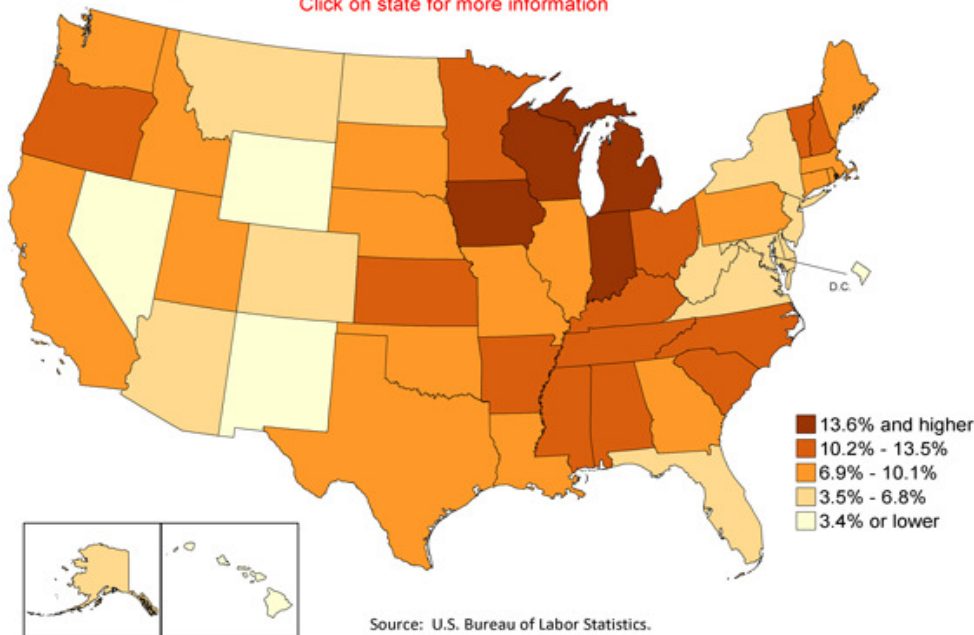 Click on state for more information
D.C.
13.6% and higher
10.2% - 13.5%
6.9% - 10.1%
3.5% - 6.8%
3.4% or lower
Source: U.S. Bureau of Labor Statistics.